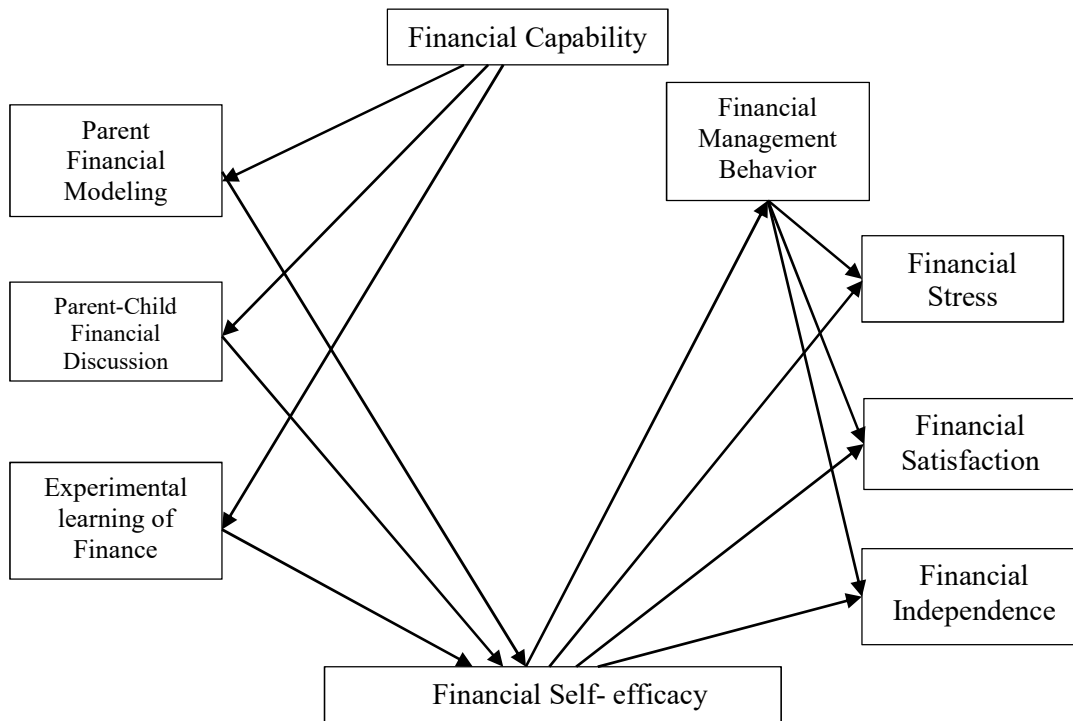 Financial Capability
Parent
Financial
Modeling
Financial
Management
Behavior
Financial
Stress
Parent-Child
Financial
Discussion
Financial
Satisfaction
Experimental
learning of
Finance
Financial
Independence
Financial Self- efficacy